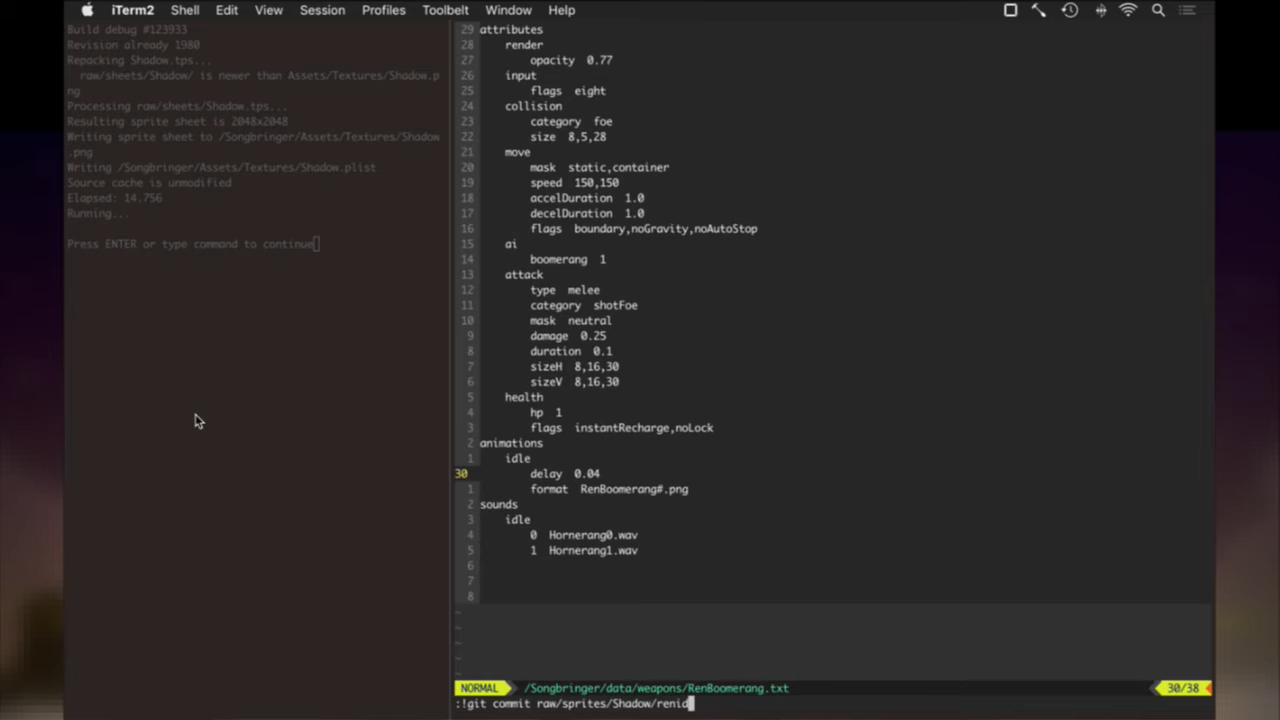 iTerm2 Shell Edit View Session Profiles Toolbelt Window Help
Build debug #123933
Revision already 1980
Repacking Shadow.tps...
raw/sheets/Shadow/ is newer than Assets/Textures/Shadow.p
ng
Processing raw/sheets/Shadow.tps...
Resulting sprite sheet is 2048x2048
Writing sprite sheet to /Songbringer/Assets/Textures/Shadow
.png
Writing /Songbringer/Assets/Textures/Shadow.plist
Source cache is unmodified
Elapsed: 14.756
Running...
Press ENTER or type command to continue
29 attributes
28 render
27 opacity 0.77
26 input
25 flags eight
24 collision
23 category foe
22 size 8,5,28
21 move
20 mask static,container
19 speed 150,150
18 accelDuration 1.0
17 decelDuration 1.0
16 flags boundary,noGravity,noAutoStop
15 ai
14 boomerang 1
13 attack
12 type melee
11 category shotFoe
10 mask neutral
9 damage 0.25
8 duration 0.1
7 sizeH 8,16,30
6 sizeV 8,16,30
5 health
4 hp 1
3 flags instantRecharge,noLock
2 animations
1 idle
30 delay 0.04
1 format RenBoomerang#.png
2 sounds
3 idle
4 0 Hornerang0.wav
5 1 Hornerang1.wav
6
7
8
~
~
~
~
NORMAL /Songbringer/data/weapons/RenBoomerang.txt 30/38
:!git commit raw/sprites/Shadow/renid